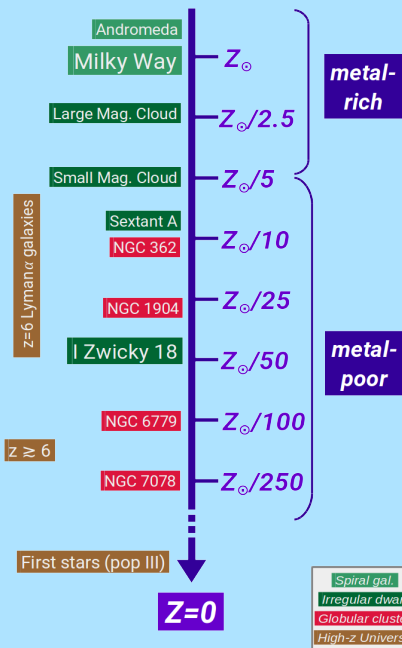 Andromeda
Milky Way
Z☉
metal-
rich
Large Mag. Cloud
Z☉/2.5
Small Mag. Cloud
Z☉/5
Sextant A
NGC 362
Z☉/10
z=6 Lymanα galaxies
NGC 1904
Z☉/25
I Zwicky 18
Z☉/50
metal-
poor
NGC 6779
Z☉/100
z ≳ 6
NGC 7078
Z☉/250
First stars (pop III)
Z=0
Spiral gal.
Irregular dwa
Globular clust
High-z Univers